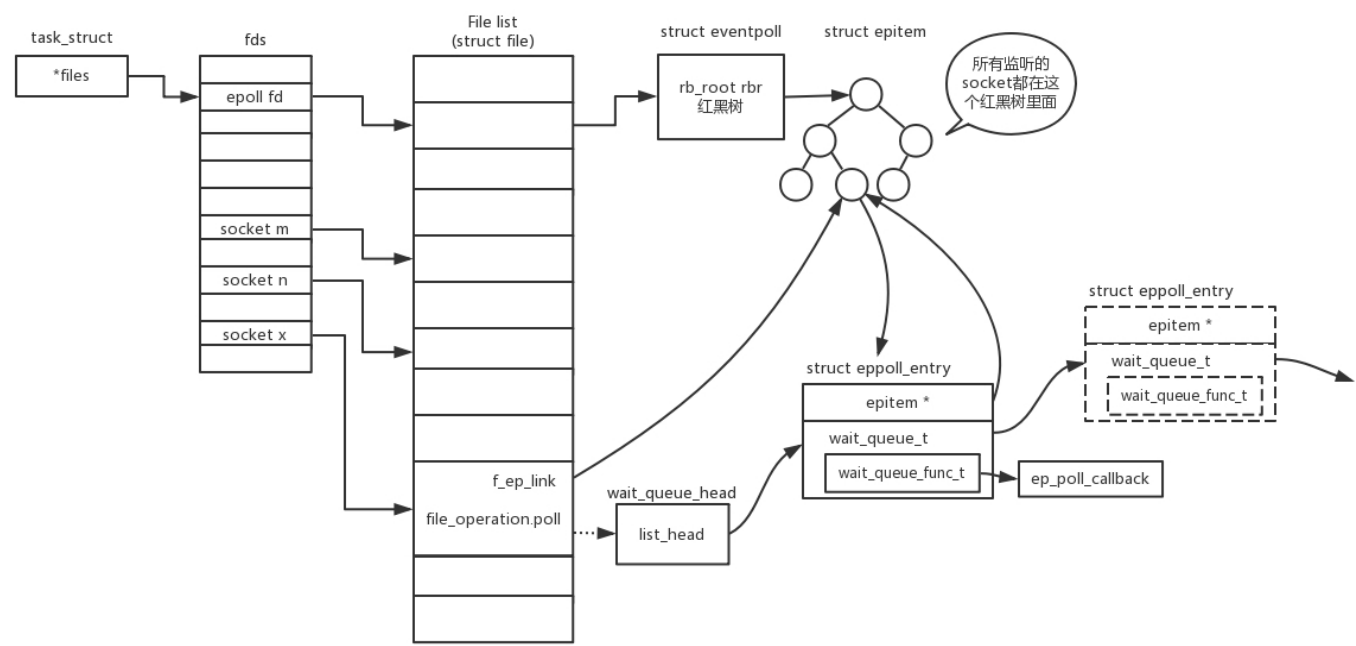 task_struct
*files
fds
epoll fd
socket m
socket n
socket x
File list
(struct file)
f_ep_link
file_operation.poll
struct eventpoll
rb_root rbr
红黑树
struct epitem
所有监听的
socket都在这
个红黑树里面
wait_queue_head
list_head
struct eppoll_entry
epitem *
wait_queue_t
wait_queue_func_t
ep_poll_callback
struct eppoll_entry
epitem *
wait_queue_t
wait_queue_func_t